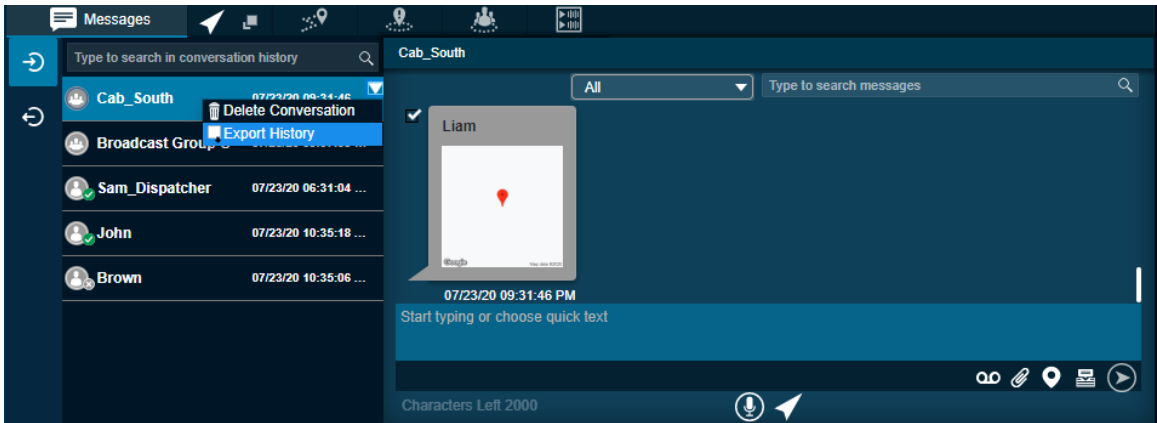 Messages
Type to search in conversation history
Cab_South
Cab_South 07/23/20 09:31:46
All
Type to search messages
Delete Conversation
Export History
Broadcast Group
Sam_Dispatcher 07/23/20 06:31:04 ...
John 07/23/20 10:35:18 ...
Brown 07/23/20 10:35:06 ...
Liam
Google
07/23/20 09:31:46 PM
Start typing or choose quick text
Characters Left 2000